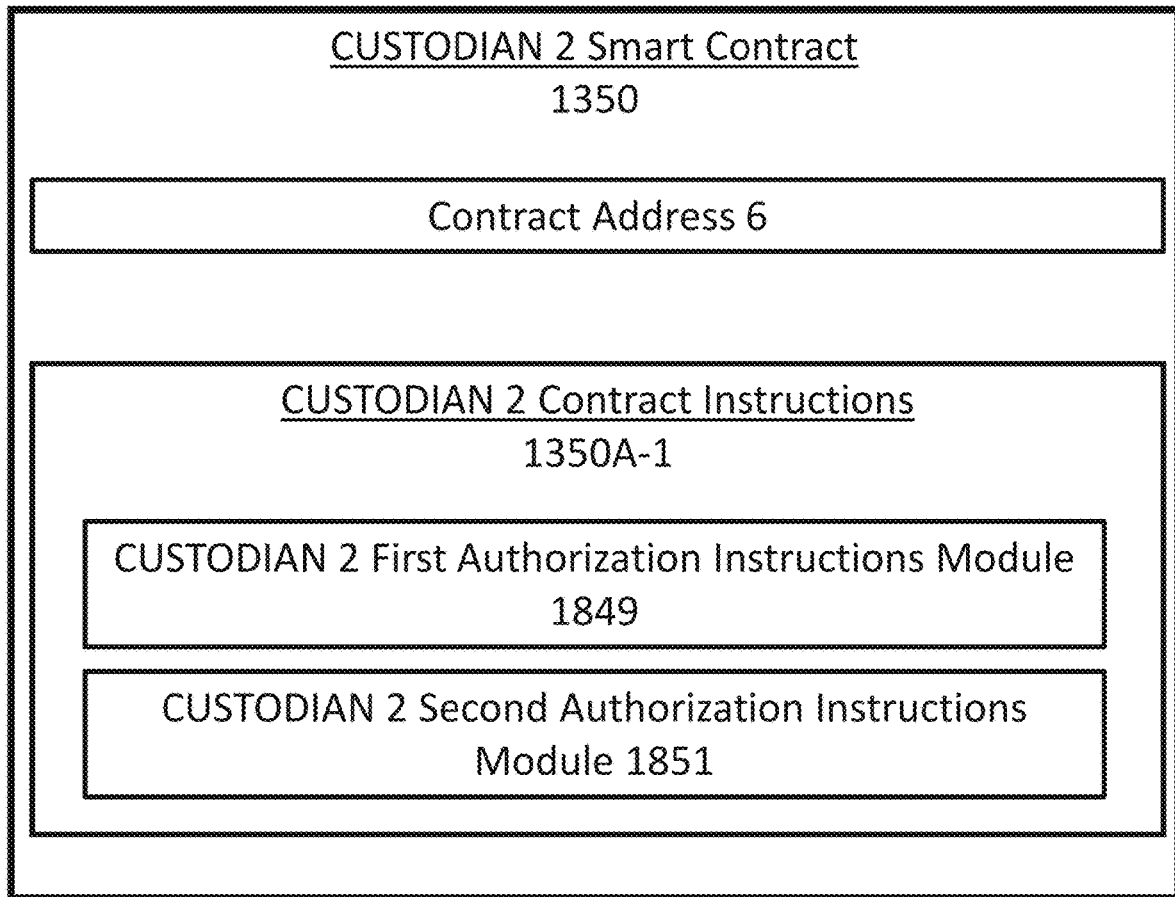 CUSTODIAN 2 Smart Contract
1350
Contract Address 6
CUSTODIAN 2 Contract Instructions
1350A-1
CUSTODIAN 2 First Authorization Instructions Module
1849
CUSTODIAN 2 Second Authorization Instructions
Module 1851